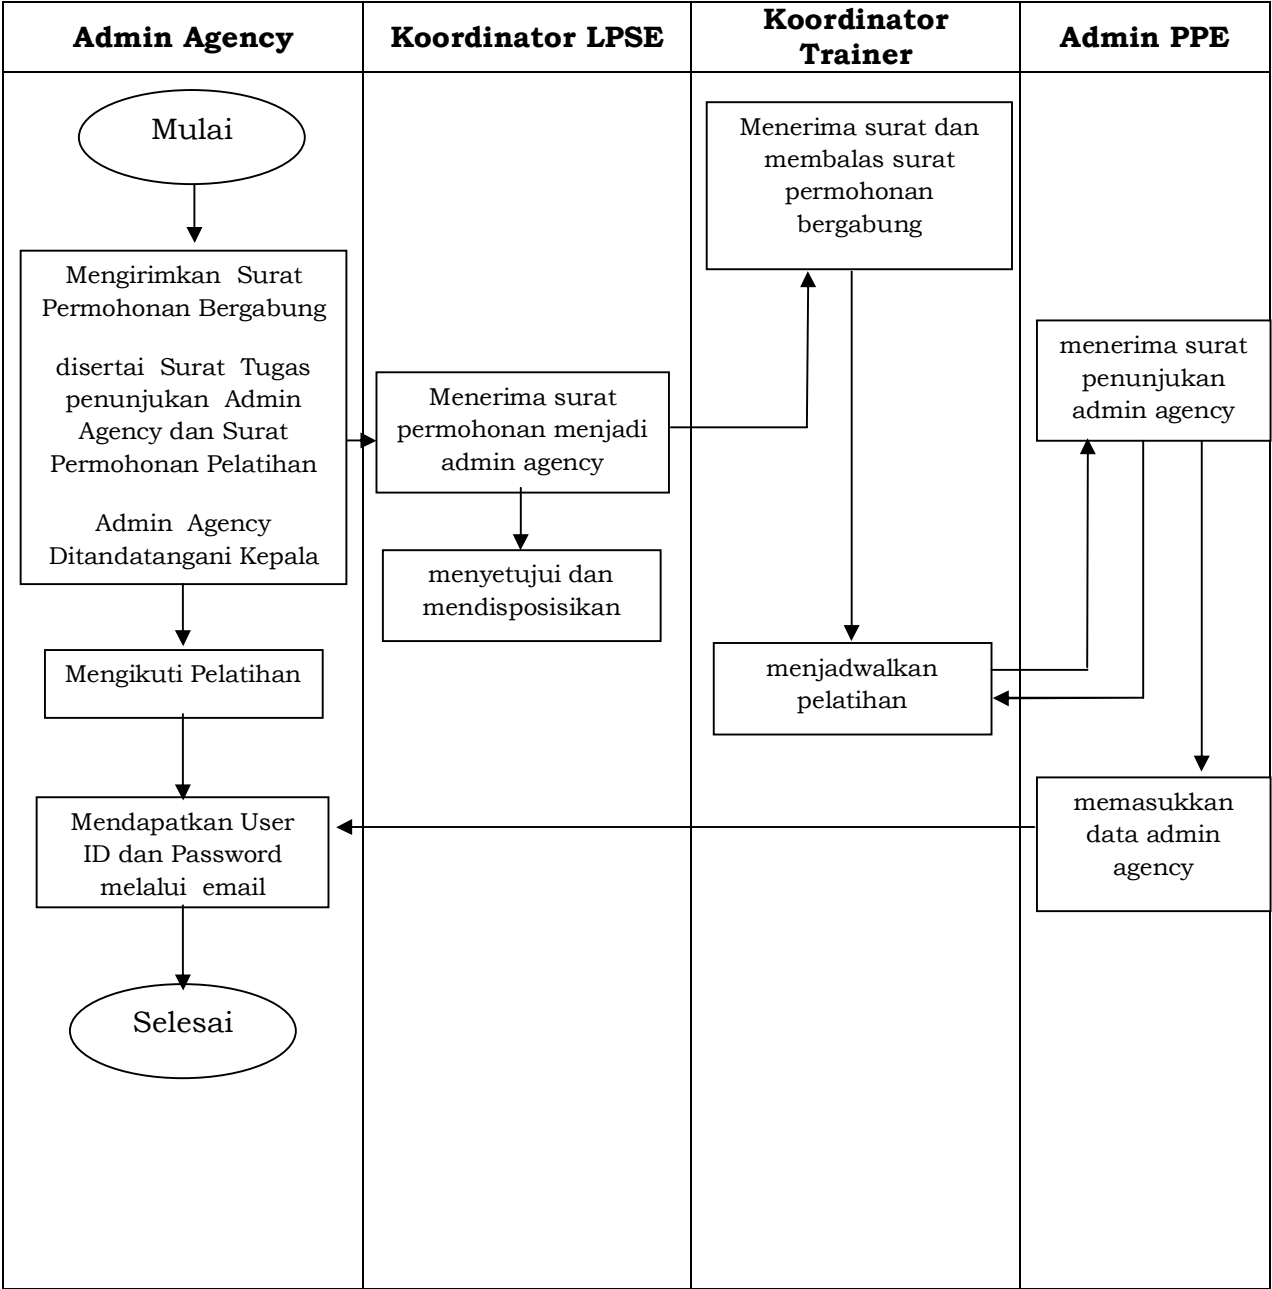 Admin Agency
Koordinator LPSE
Koordinator
Trainer
Admin PPE
Mulai
Mengirimkan Surat
Permohonan Bergabung
disertai Surat Tugas
penunjukan Admin
Agency dan Surat
Permohonan Pelatihan
Admin Agency
Ditandatangani Kepala
Mengikuti Pelatihan
Mendapatkan User
ID dan Password
melalui email
Selesai
Menerima surat
permohonan menjadi
admin agency
menyetujui dan
mendisposisikan
Menerima surat dan
membalas surat
permohonan
bergabung
menjadwalkan
pelatihan
menerima surat
penunjukan
admin agency
memasukkan
data admin
agency